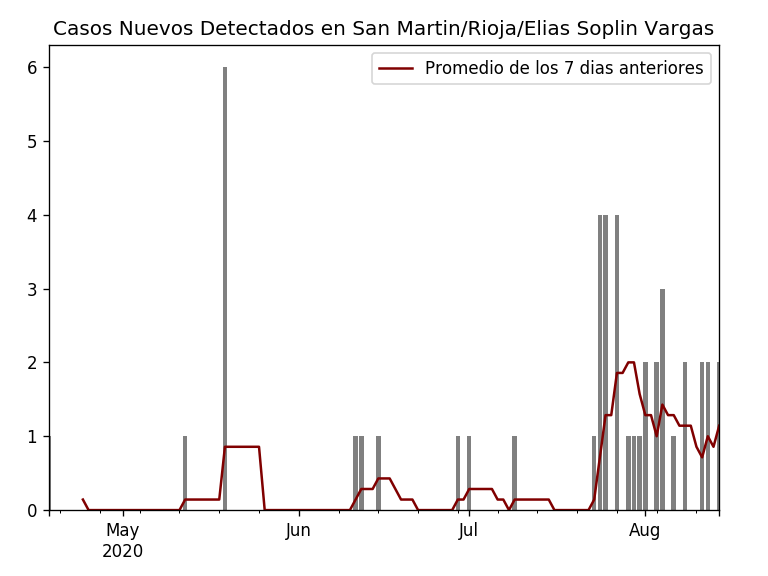 Casos Nuevos Detectados en San Martin/Rioja/Elias Soplin Vargas
Promedio de los 7 dias anteriores
6
5
4
3
2
1
0
May Jun Jul Aug
2020